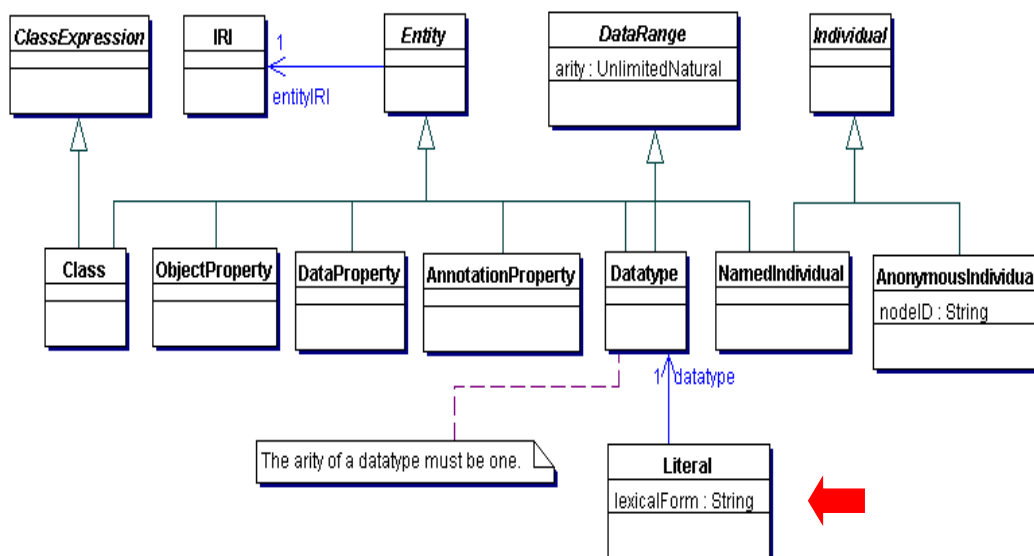 ClassExpression
IRI
1
entityIRI
Entity
DataRange
arity : UnlimitedNatural
Individual
Class
ObjectProperty
DataProperty
AnnotationProperty
Datatype
NamedIndividual
AnonymousIndividual
nodeID : String
1
datatype
The arity of a datatype must be one.
Literal
lexicalForm : String